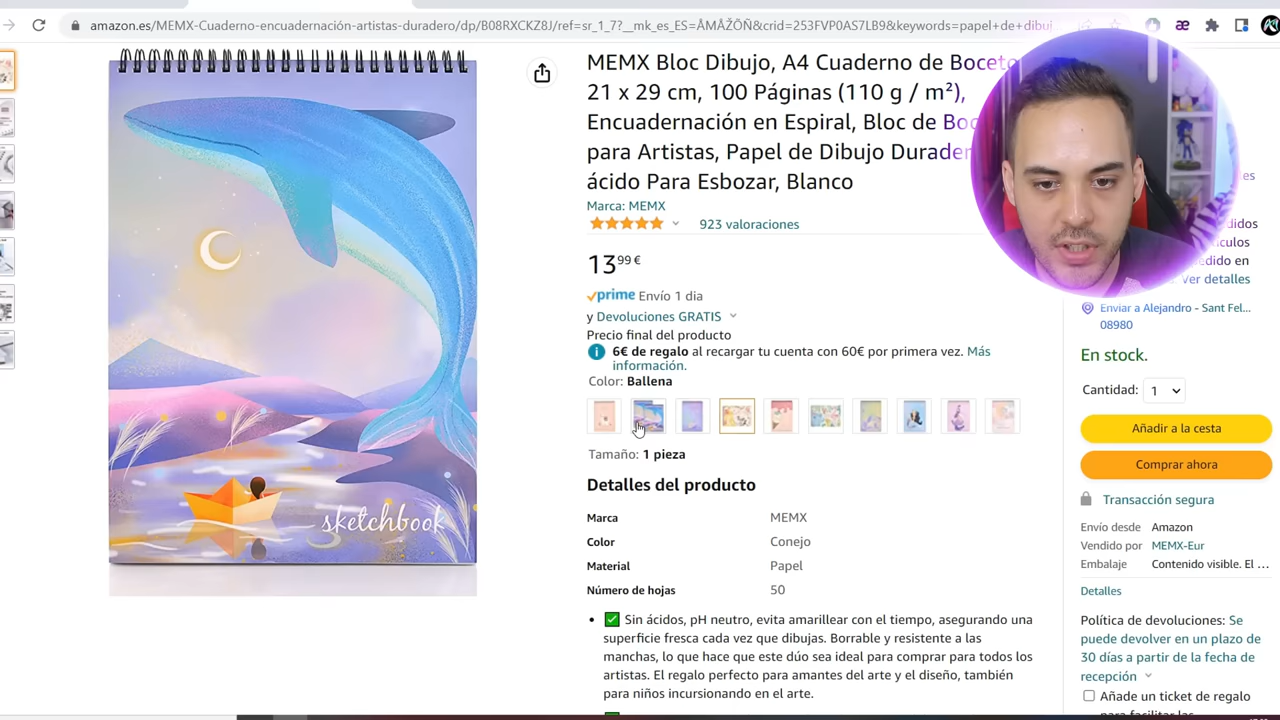 amazon.es/MEMX-Cuaderno-encuadernación-artistas-duradero/dp/B08RXCKZ8J/ref=sr_1_7?__mk_es_ES=ÅMÅŽÕÑ&crid=253FVP0AS7LB9&keywords=papel+de+dibuj
MEMX Bloc Dibujo, A4 Cuaderno de Boceto
21 x 29 cm, 100 Páginas (110 g / m²),
Encuadernación en Espiral, Bloc de Boc
para Artistas, Papel de Dibujo Durader
ácido Para Esbozar, Blanco
Marca: MEMX
923 valoraciones
13 99 €
prime Envío 1 dia
y Devoluciones GRATIS
Precio final del producto
6€ de regalo al recargar tu cuenta con 60€ por primera vez. Más
información.
Color: Ballena
Tamaño: 1 pieza
Detalles del producto
Marca MEMX
Color Conejo
Material Papel
Número de hojas 50
• Sin ácidos, pH neutro, evita amarillear con el tiempo, asegurando una
superficie fresca cada vez que dibujas. Borrable y resistente a las
manchas, lo que hace que este dúo sea ideal para comprar para todos los
artistas. El regalo perfecto para amantes del arte y el diseño, también
para niños incursionando en el arte.
sketchbook
es
didos
ículos
edido en
Ver detalles
Enviar a Alejandro - Sant Fel...
08980
En stock.
Cantidad: 1
Añadir a la cesta
Comprar ahora
Transacción segura
Envío desde Amazon
Vendido por MEMX-Eur
Embalaje Contenido visible. El ...
Detalles
Política de devoluciones: Se
puede devolver en un plazo de
30 días a partir de la fecha de
recepción
Añade un ticket de regalo
para facilitar las